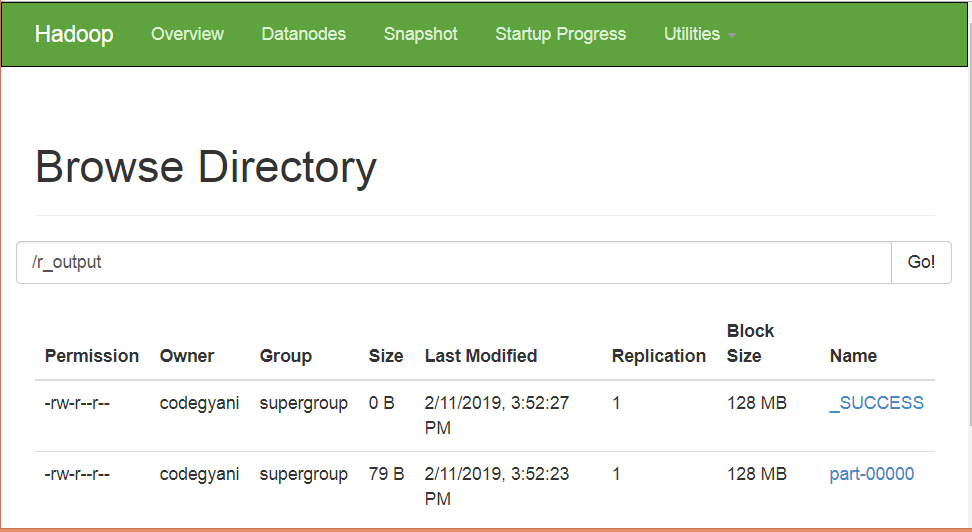 Hadoop Overview Datanodes Snapshot Startup Progress Utilities
Browse Directory
/r_output Go!
Permission Owner Group Size Last Modified Replication Block Size Name
-rw-r--r-- codegyani supergroup 0 B 2/11/2019, 3:52:27 PM 1 128 MB _SUCCESS
-rw-r--r-- codegyani supergroup 79 B 2/11/2019, 3:52:23 PM 1 128 MB part-00000